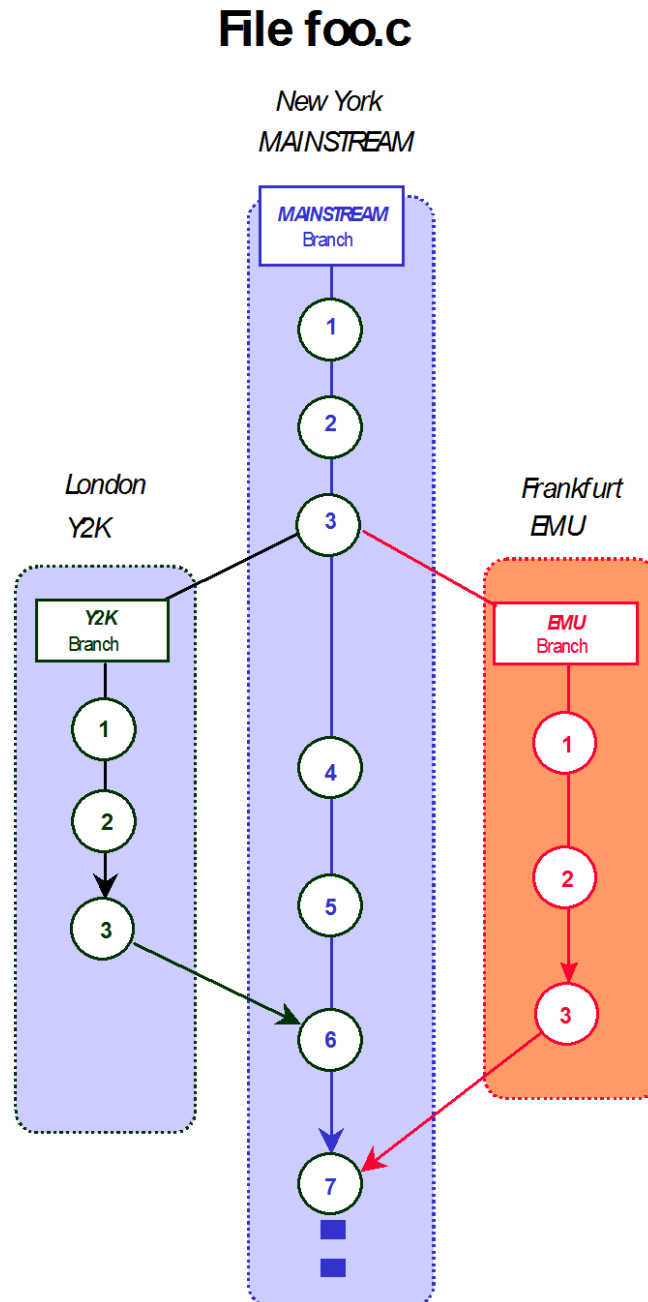 File foo.c
New York
MAINSTREAM
MAINSTREAM
Branch
1
2
3
London
Y2K
Frankfurt
EMU
Y2K
Branch
1
2
3
EMU
Branch
1
2
3
4
5
6
7